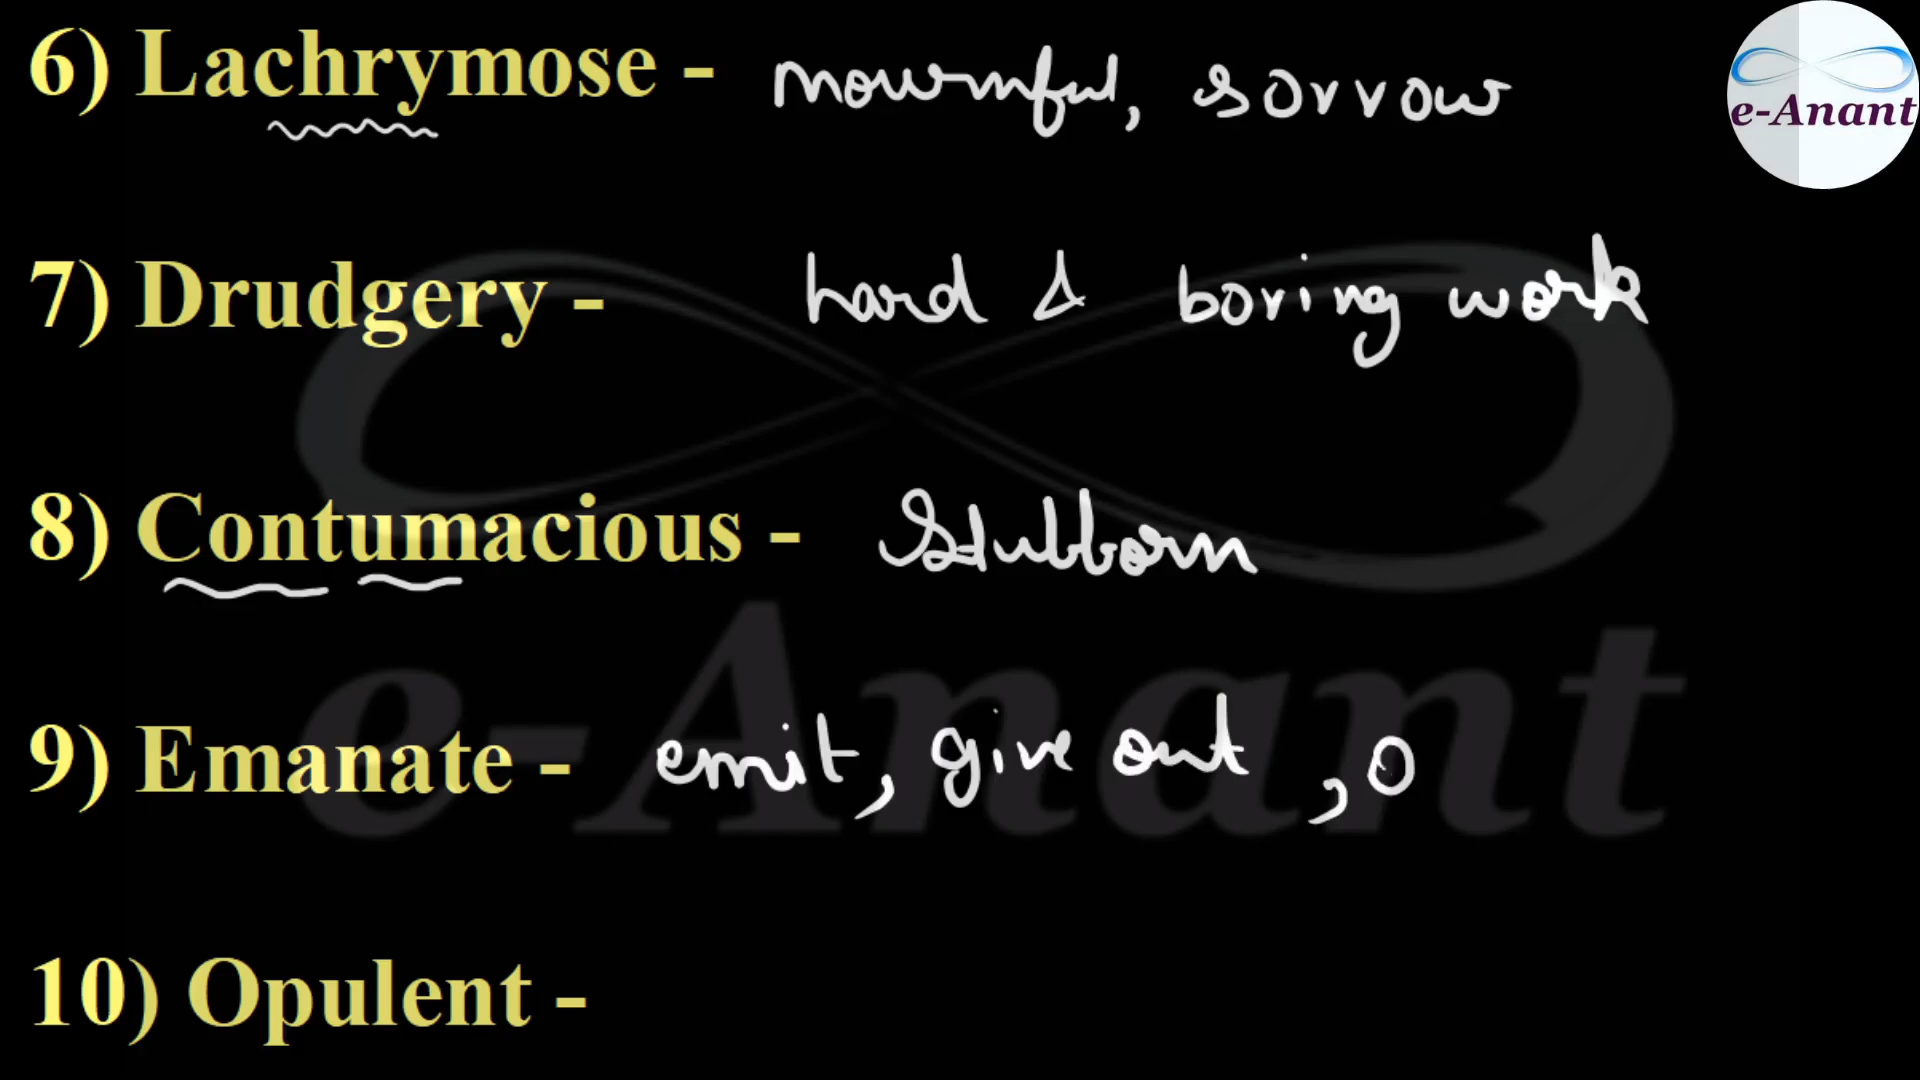 6) Lachrymose - mournful, sorrow
e-Anant
7) Drudgery - hard & boring work
8) Contumacious - Stubborn
9) Emanate - emit, give out , o
e-Anant
10) Opulent -